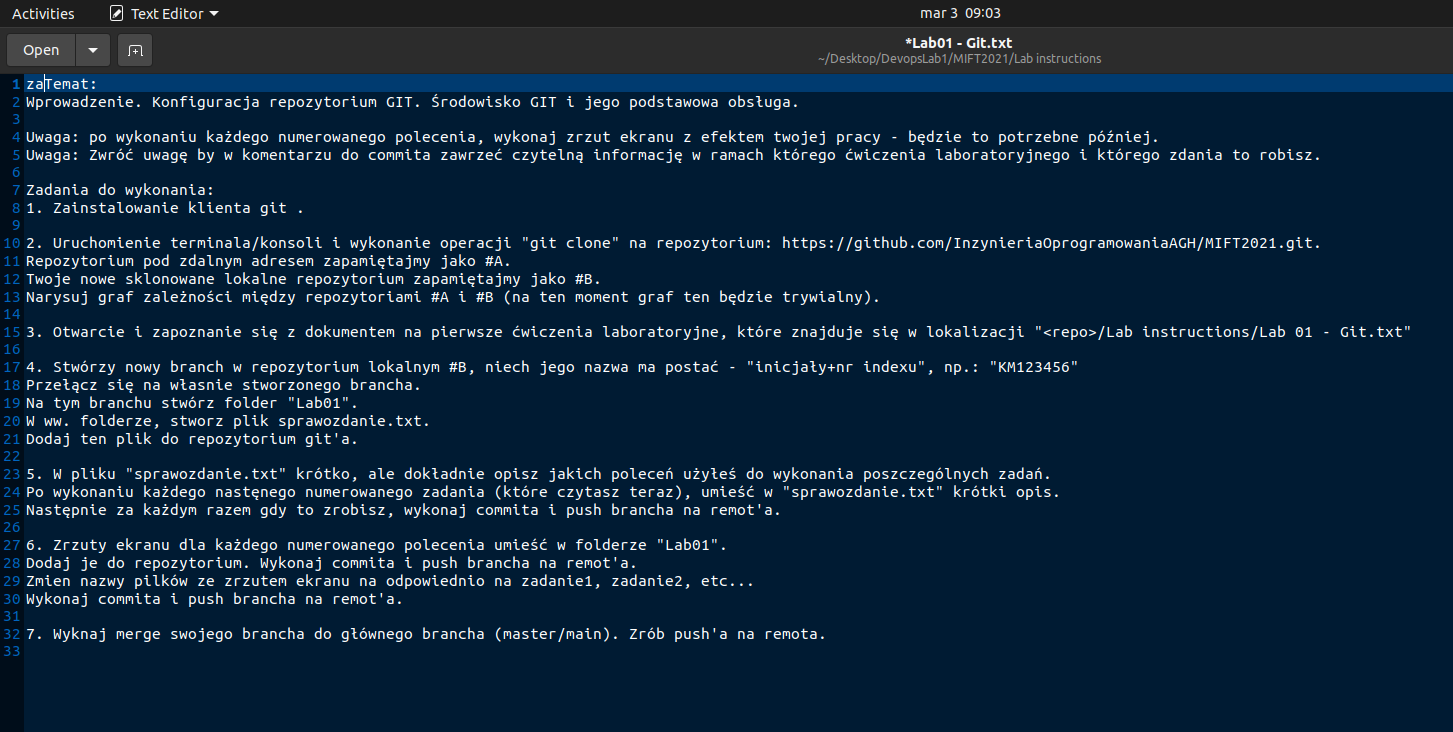 Activities
Text Editor
mar 3 09:03
Open
*Lab01 - Git.txt
~/Desktop/DevopsLab1/MIFT2021/Lab instructions
1 zaTemat:
2 Wprowadzenie. Konfiguracja repozytorium GIT. Środowisko GIT i jego podstawowa obsługa.
3
4 Uwaga: po wykonaniu każdego numerowanego polecenia, wykonaj zrzut ekranu z efektem twojej pracy - będzie to potrzebne później.
5 Uwaga: Zwróć uwagę by w komentarzu do commita zawrzeć czytelną informację w ramach którego ćwiczenia laboratoryjnego i którego zdania to robisz.
6
7 Zadania do wykonania:
8 1. Zainstalowanie klienta git .
9
10 2. Uruchomienie terminala/konsoli i wykonanie operacji "git clone" na repozytorium: https://github.com/InzynieriaOprogramowaniaAGH/MIFT2021.git.
11 Repozytorium pod zdalnym adresem zapamiętajmy jako #A.
12 Twoje nowe sklonowane lokalne repozytorium zapamiętajmy jako #B.
13 Narysuj graf zależności między repozytoriami #A i #B (na ten moment graf ten będzie trywialny).
14
15 3. Otwarcie i zapoznanie się z dokumentem na pierwsze ćwiczenia laboratoryjne, które znajduje się w lokalizacji "<repo>/Lab instructions/Lab 01 - Git.txt"
16
17 4. Stwórzy nowy branch w repozytorium lokalnym #B, niech jego nazwa ma postać - "inicjały+nr indexu", np.: "KM123456"
18 Przełącz się na własnie stworzonego brancha.
19 Na tym branchu stwórz folder "Lab01".
20 W ww. folderze, stworz plik sprawozdanie.txt.
21 Dodaj ten plik do repozytorium git'a.
22
23 5. W pliku "sprawozdanie.txt" krótko, ale dokładnie opisz jakich poleceń użyłeś do wykonania poszczególnych zadań.
24 Po wykonaniu każdego nastęnego numerowanego zadania (które czytasz teraz), umieść w "sprawozdanie.txt" krótki opis.
25 Następnie za każdym razem gdy to zrobisz, wykonaj commita i push brancha na remot'a.
26
27 6. Zrzuty ekranu dla każdego numerowanego polecenia umieść w folderze "Lab01".
28 Dodaj je do repozytorium. Wykonaj commita i push brancha na remot'a.
29 Zmien nazwy pilków ze zrzutem ekranu na odpowiednio na zadanie1, zadanie2, etc...
30 Wykonaj commita i push brancha na remot'a.
31
32 7. Wyknaj merge swojego brancha do głównego brancha (master/main). Zrób push'a na remota.
33